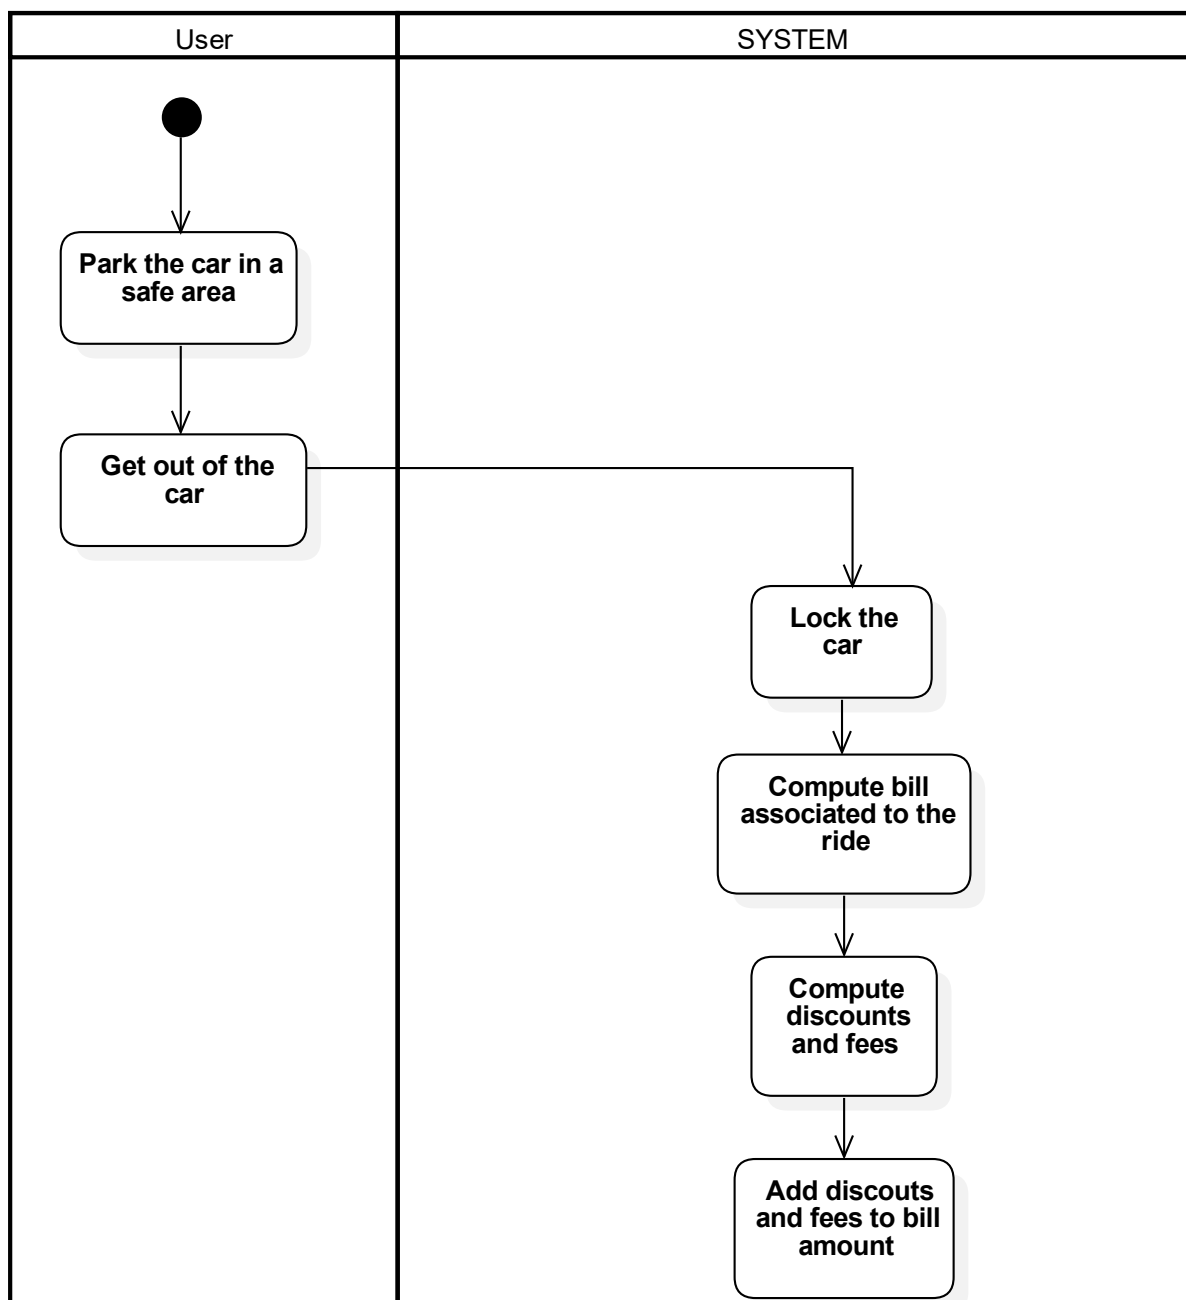 User
SYSTEM
Park the car in a
safe area
Get out of the
car
Lock the
car
Compute bill
associated to the
ride
Compute
discounts
and fees
Add discouts
and fees to bill
amount